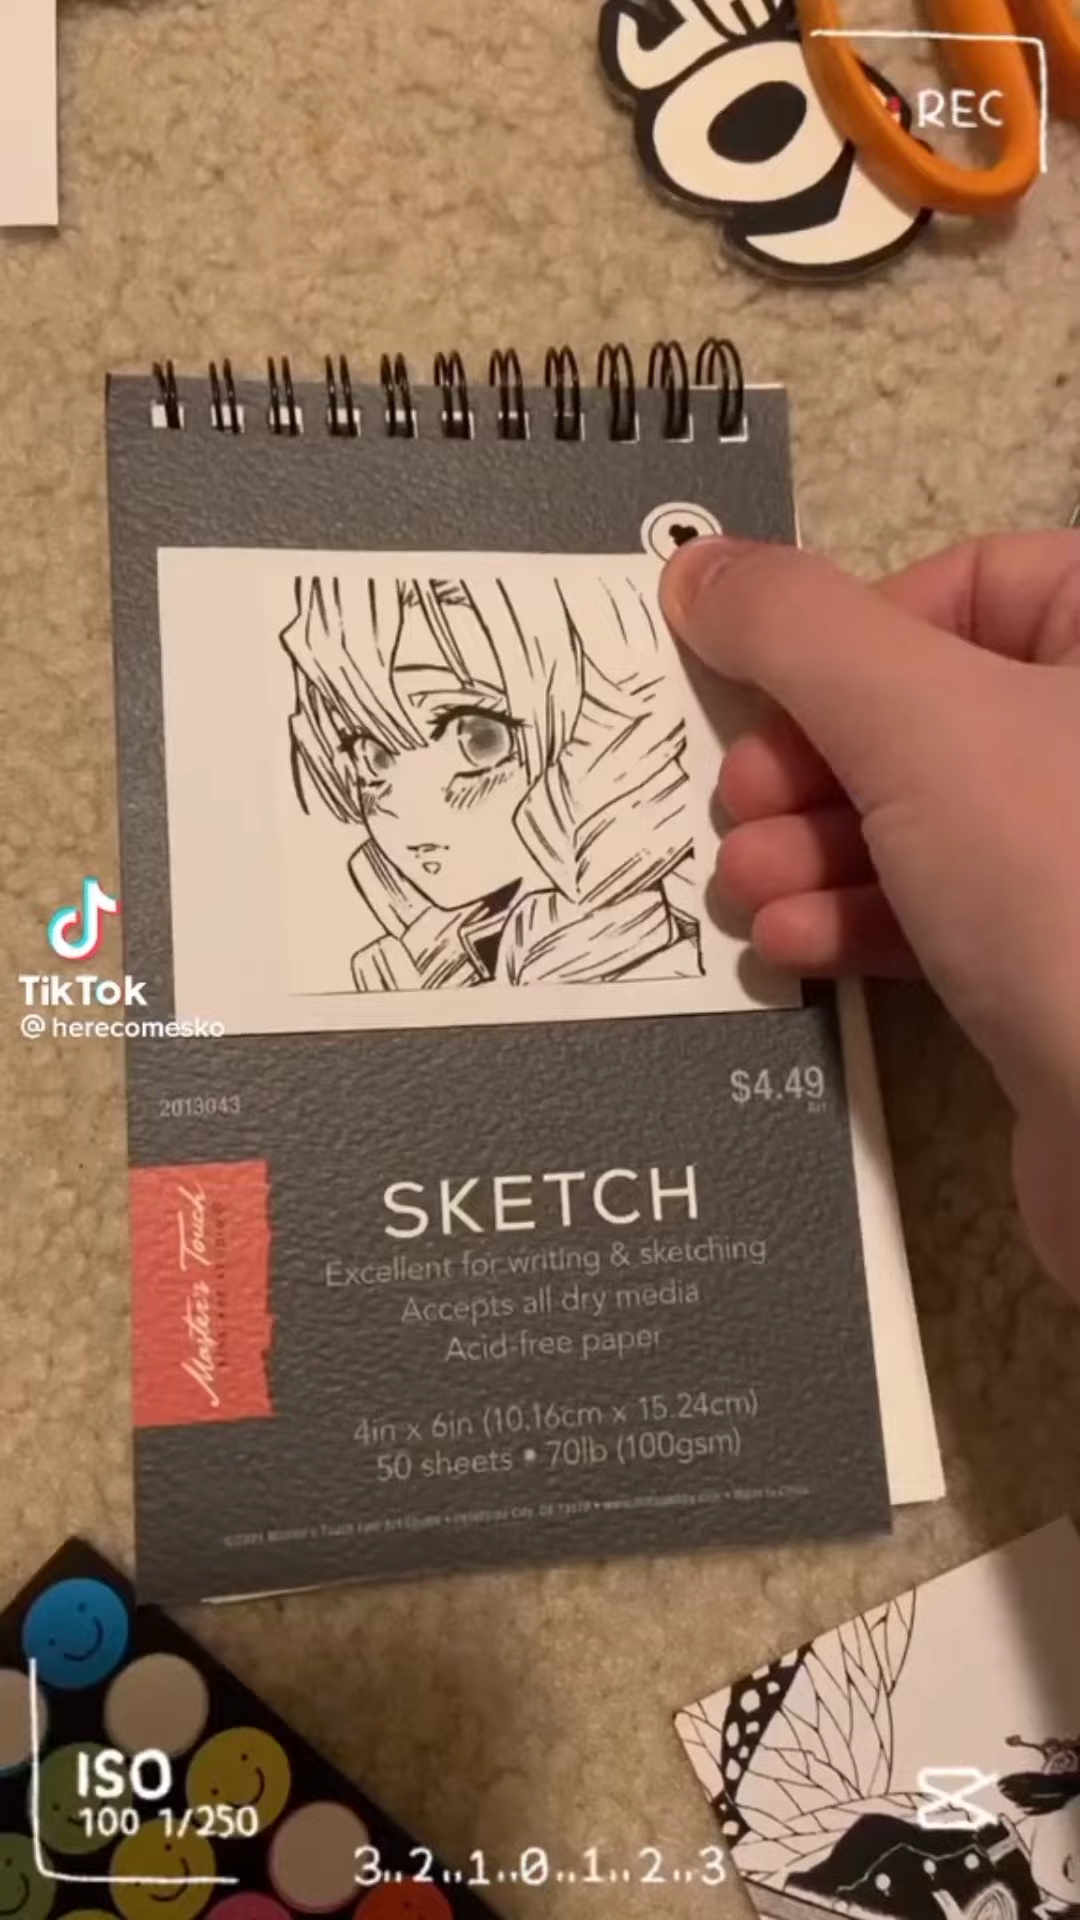 REC
TikTok
@herecomesko
2013043
$4.49
SKETCH
Excellent for writing & sketching
Accepts all dry media
Acid-free paper
Master's Touch
4in x 6in (10.16cm x 15.24cm)
50 sheets • 70lb (100gsm)
ISO
100 1/250
3..2..1..0..1..2..3